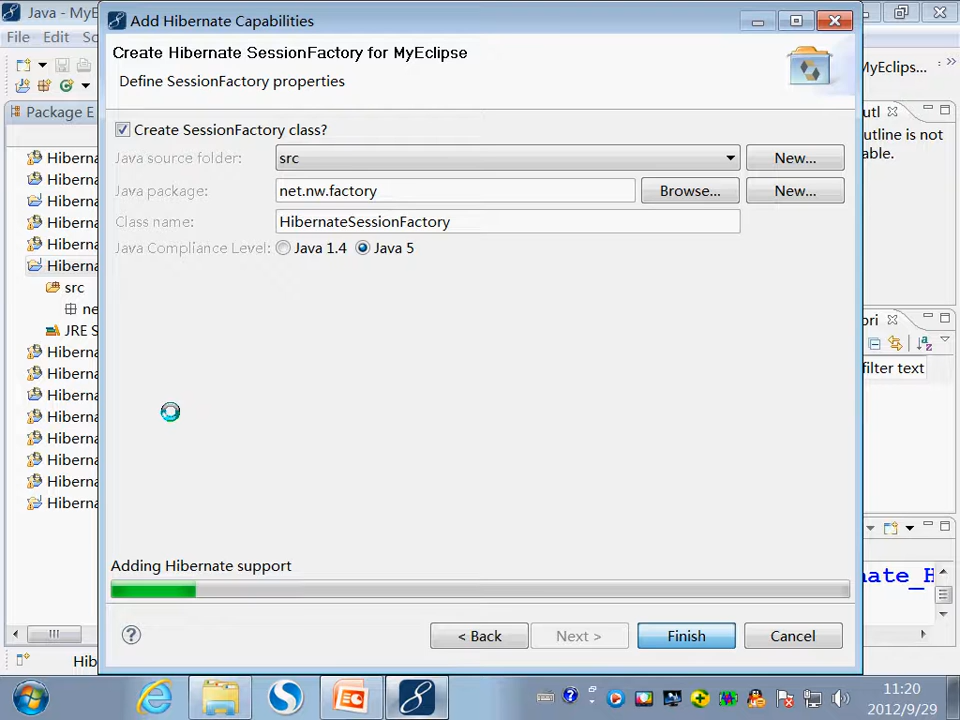 Java - MyE
Add Hibernate Capabilities
File Edit
Create Hibernate SessionFactory for MyEclipse
Define SessionFactory properties
MyEclips...
»
Package E
utl
utline is not
able.
Create SessionFactory class?
Java source folder:
src
New...
Java package:
net.nw.factory
Browse...
New...
Class name:
HibernateSessionFactory
Java Compliance Level:
Java 1.4
Java 5
Hiberna
Hiberna
Hiberna
Hiberna
Hiberna
Hiberna
src
ne
JRE S
Hiberna
Hiberna
Hiberna
Hiberna
Hiberna
Hiberna
Hiberna
Hiberna
ori
filter text
nate_H
Adding Hibernate support
< Back
Next >
Finish
Cancel
Hib
11:20
2012/9/29